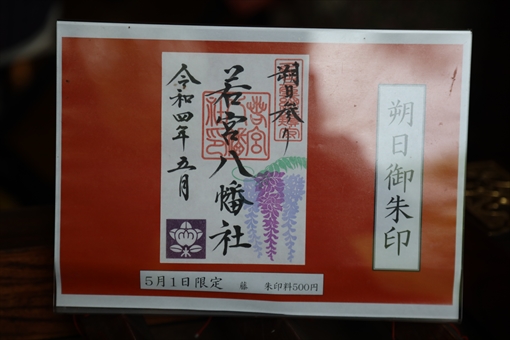 朔日参り
若宮八幡社
令和四年五月
朔日御朱印
5月1日限定 藤 朱印料500円